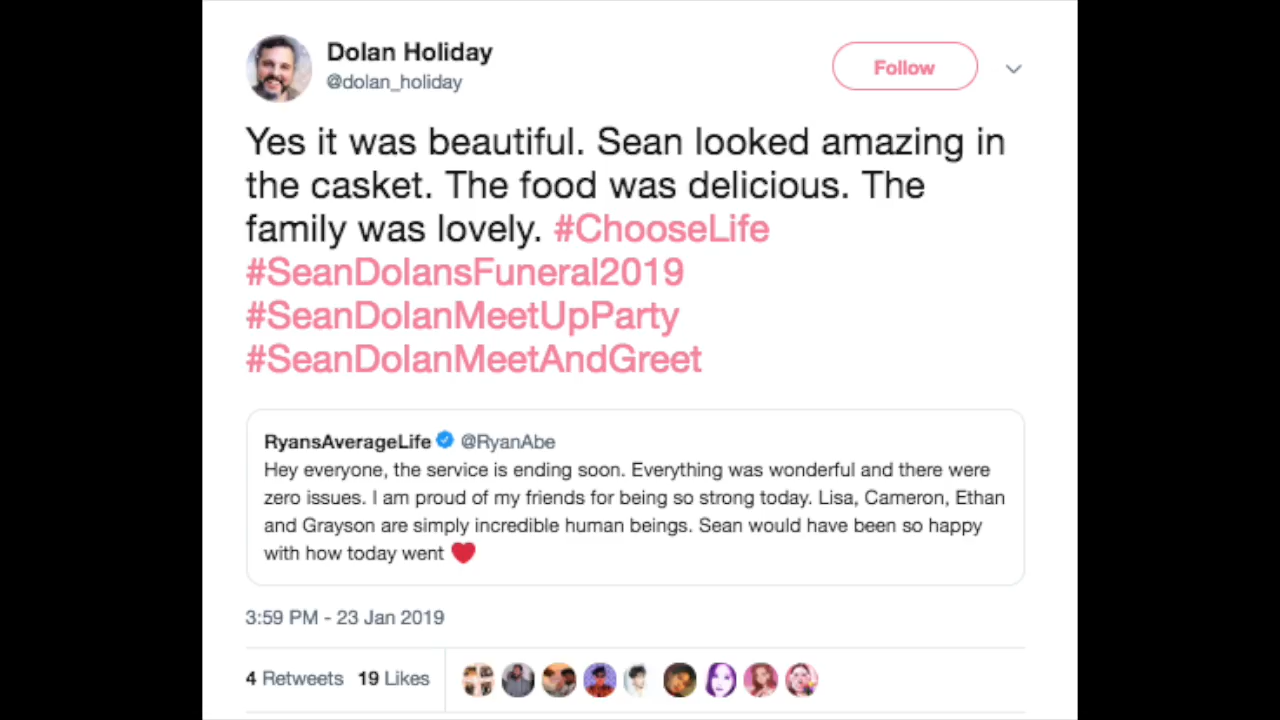 Dolan Holiday
@dolan_holiday
Follow
Yes it was beautiful. Sean looked amazing in
the casket. The food was delicious. The
family was lovely. #ChooseLife
#SeanDolansFuneral2019
#SeanDolanMeetUpParty
#SeanDolanMeetAndGreet
RyansAverageLife @RyanAbe
Hey everyone, the service is ending soon. Everything was wonderful and there were
zero issues. I am proud of my friends for being so strong today. Lisa, Cameron, Ethan
and Grayson are simply incredible human beings. Sean would have been so happy
with how today went ❤️
3:59 PM - 23 Jan 2019
4 Retweets 19 Likes